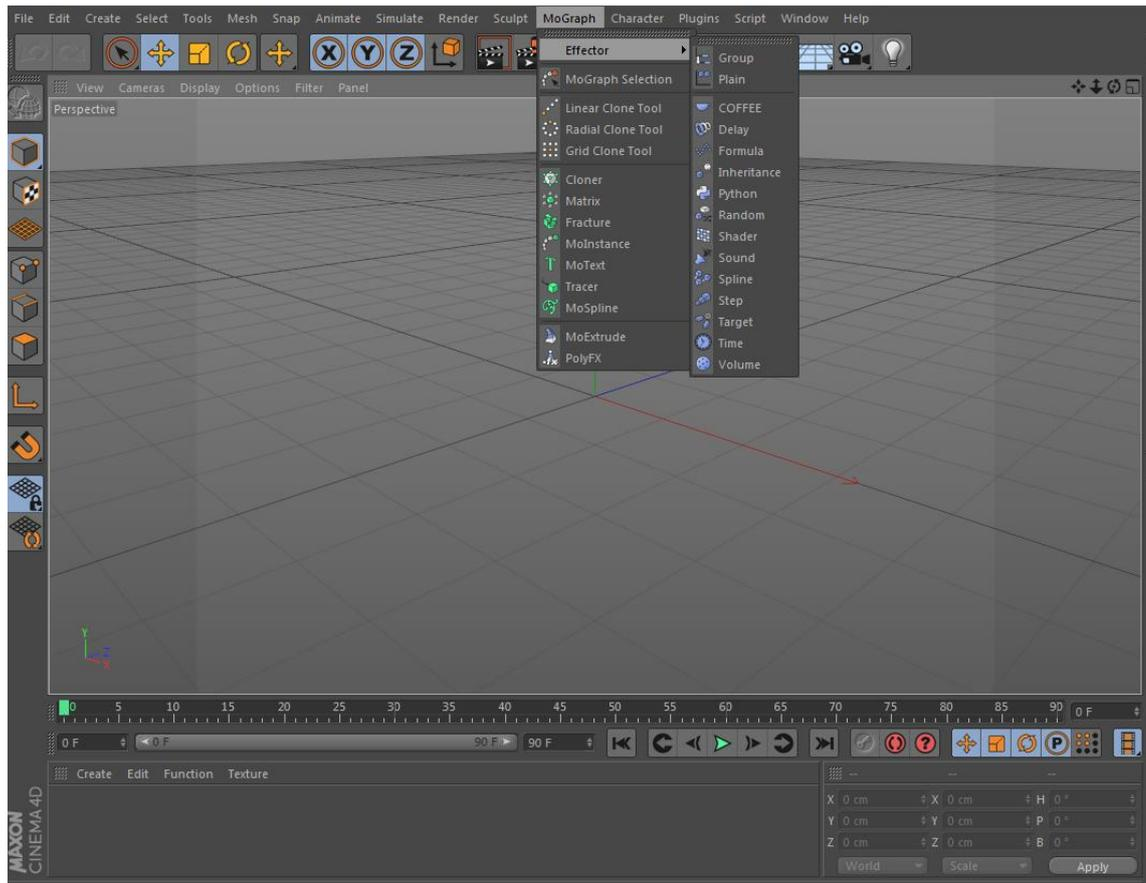 File Edit Create Select Tools Mesh Snap Animate Simulate Render Sculpt MoGraph Character Plugins Script Window Help
X Y Z
View Cameras Display Options Filter Panel
Perspective
Effector
MoGraph Selection
Linear Clone Tool
Radial Clone Tool
Grid Clone Tool
Cloner
Matrix
Fracture
MoInstance
MoText
Tracer
MoSpline
MoExtrude
PolyFX
Group
Plain
COFFEE
Delay
Formula
Inheritance
Python
Random
Shader
Sound
Spline
Step
Target
Time
Volume
Y
Z
X
0 5 10 15 20 25 30 35 40 45 50 55 60 65 70 75 80 85 90 0 F
0 F 0 F 90 F 90 F ? P
Create Edit Function Texture
-- -- --
X 0 cm X 0 cm H 0 °
Y 0 cm Y 0 cm P 0 °
Z 0 cm Z 0 cm B 0 °
World Scale Apply
MAXON
CINEMA 4D